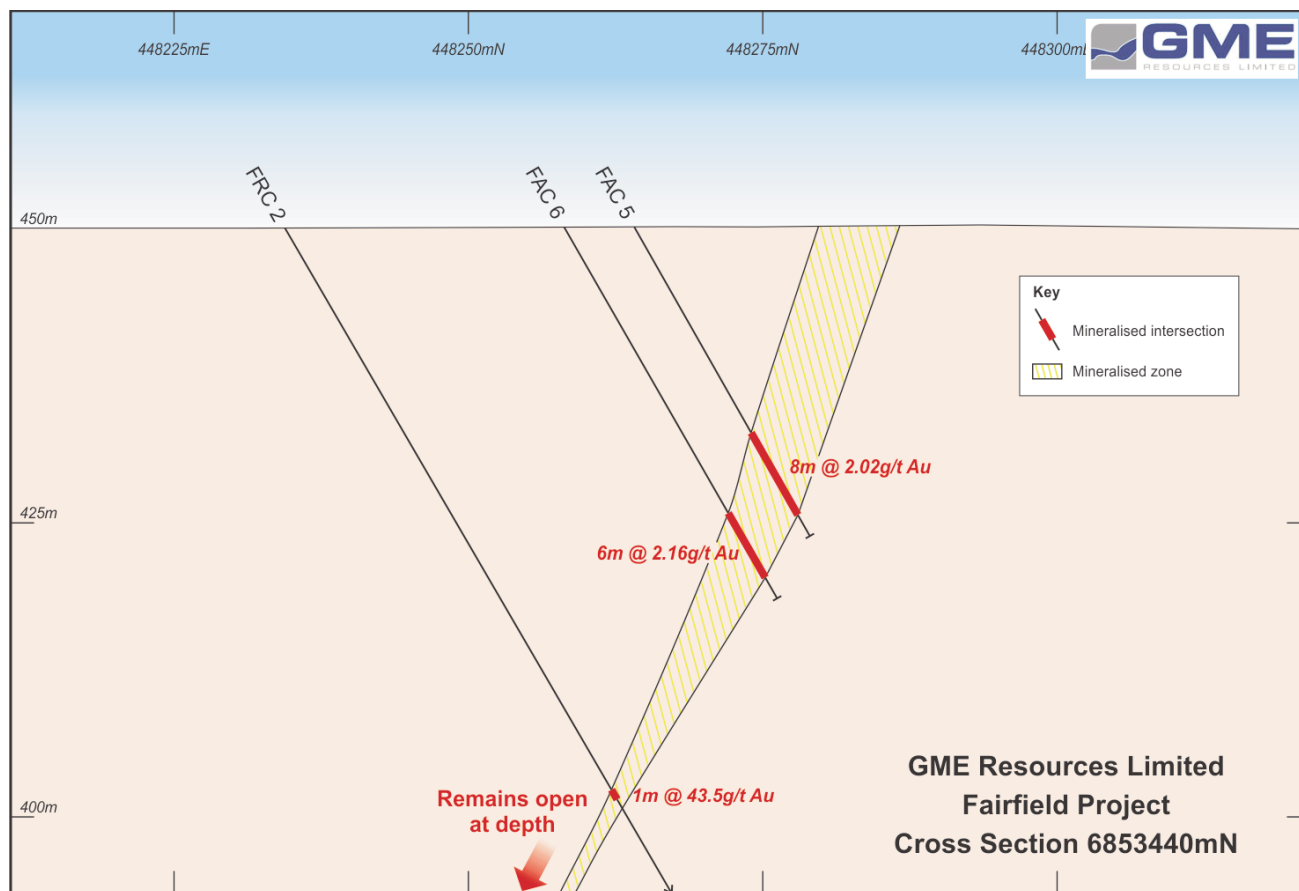 448225mE
448250mN
448275mN
448300mE
GME
RESOURCES LIMITED
FRC 2
FAC 6
FAC 5
450m
Key
Mineralised intersection
Mineralised zone
8m @ 2.02g/t Au
425m
6m @ 2.16g/t Au
GME Resources Limited
Fairfield Project
Cross Section 6853440mN
Remains open
at depth
1m @ 43.5g/t Au
400m